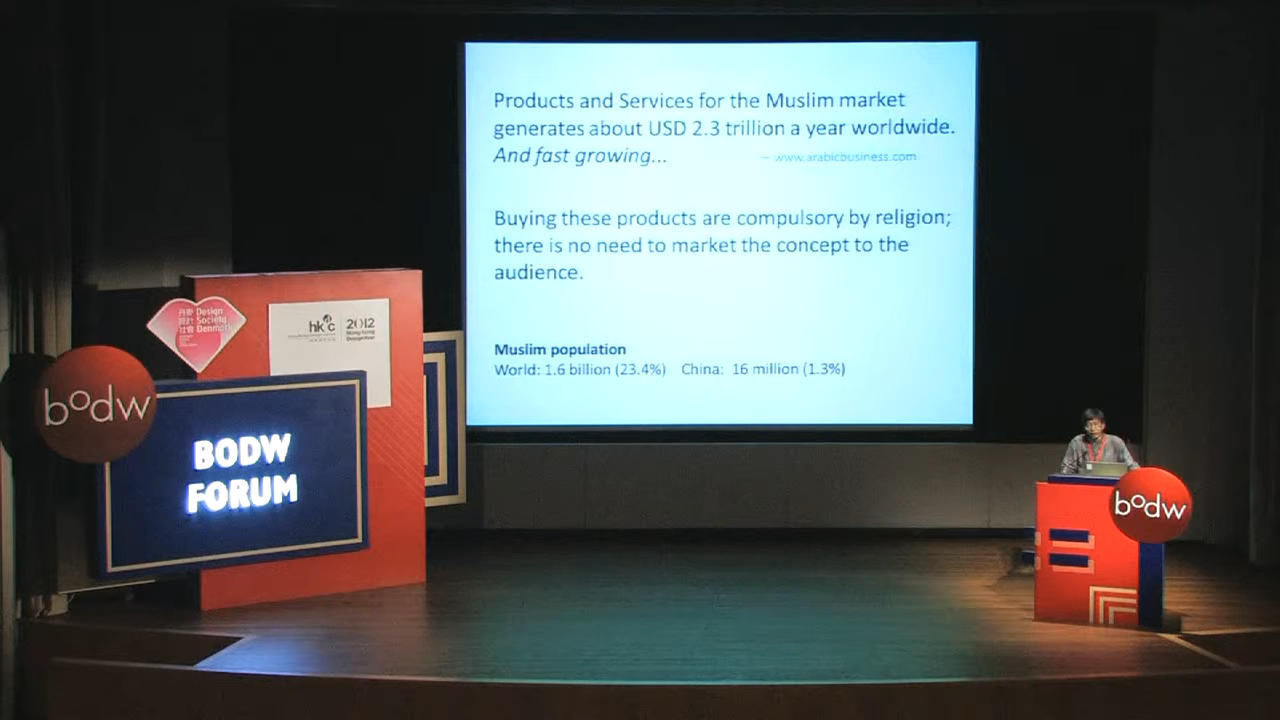 Products and Services for the Muslim market
generates about USD 2.3 trillion a year worldwide.
And fast growing...
– www.arabicbusiness.com
Buying these products are compulsory by religion;
there is no need to market the concept to the
audience.
Muslim population
World: 1.6 billion (23.4%) China: 16 million (1.3%)
Design
Society
hkdc
2012
bodw
BODW
FORUM
bodw